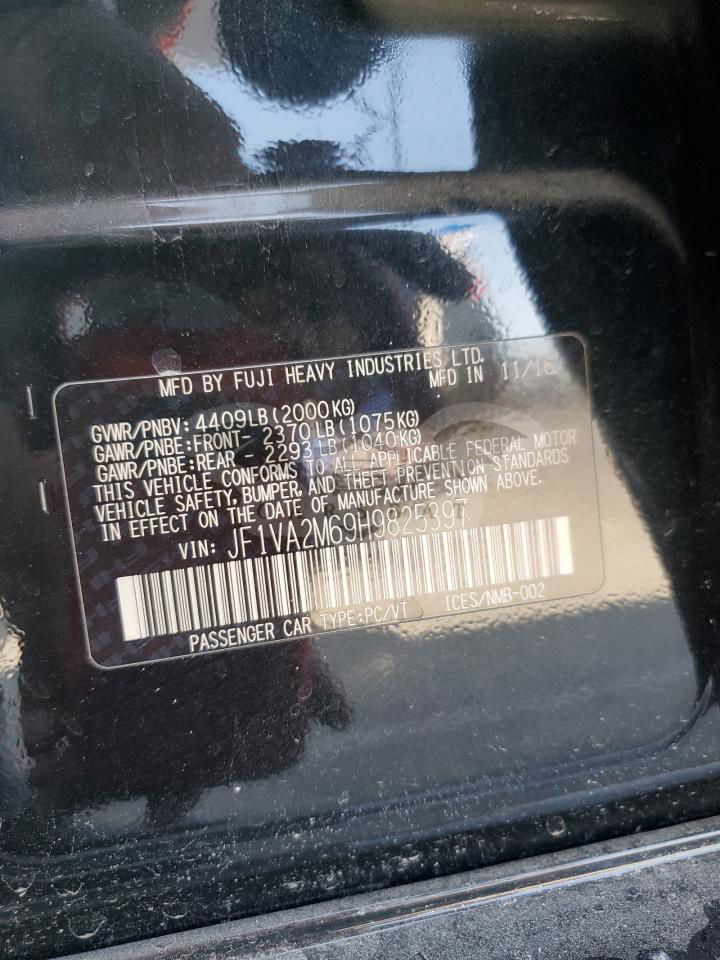 MFD BY FUJI HEAVY INDUSTRIES LTD.
MFD IN 11/16
GVWR/PNBV: 4409LB(2000KG)
GAWR/PNBE:FRONT- 2370LB(1075KG)
GAWR/PNBE:REAR - 2293LB(1040KG)
THIS VEHICLE CONFORMS TO ALL APPLICABLE FEDERAL MOTOR
VEHICLE SAFETY, BUMPER, AND THEFT PREVENTION STANDARDS
IN EFFECT ON THE DATE OF MANUFACTURE SHOWN ABOVE.
VIN: JF1VA2M69H9825397
PASSENGER CAR TYPE:PC/VT ICES/NMB-002